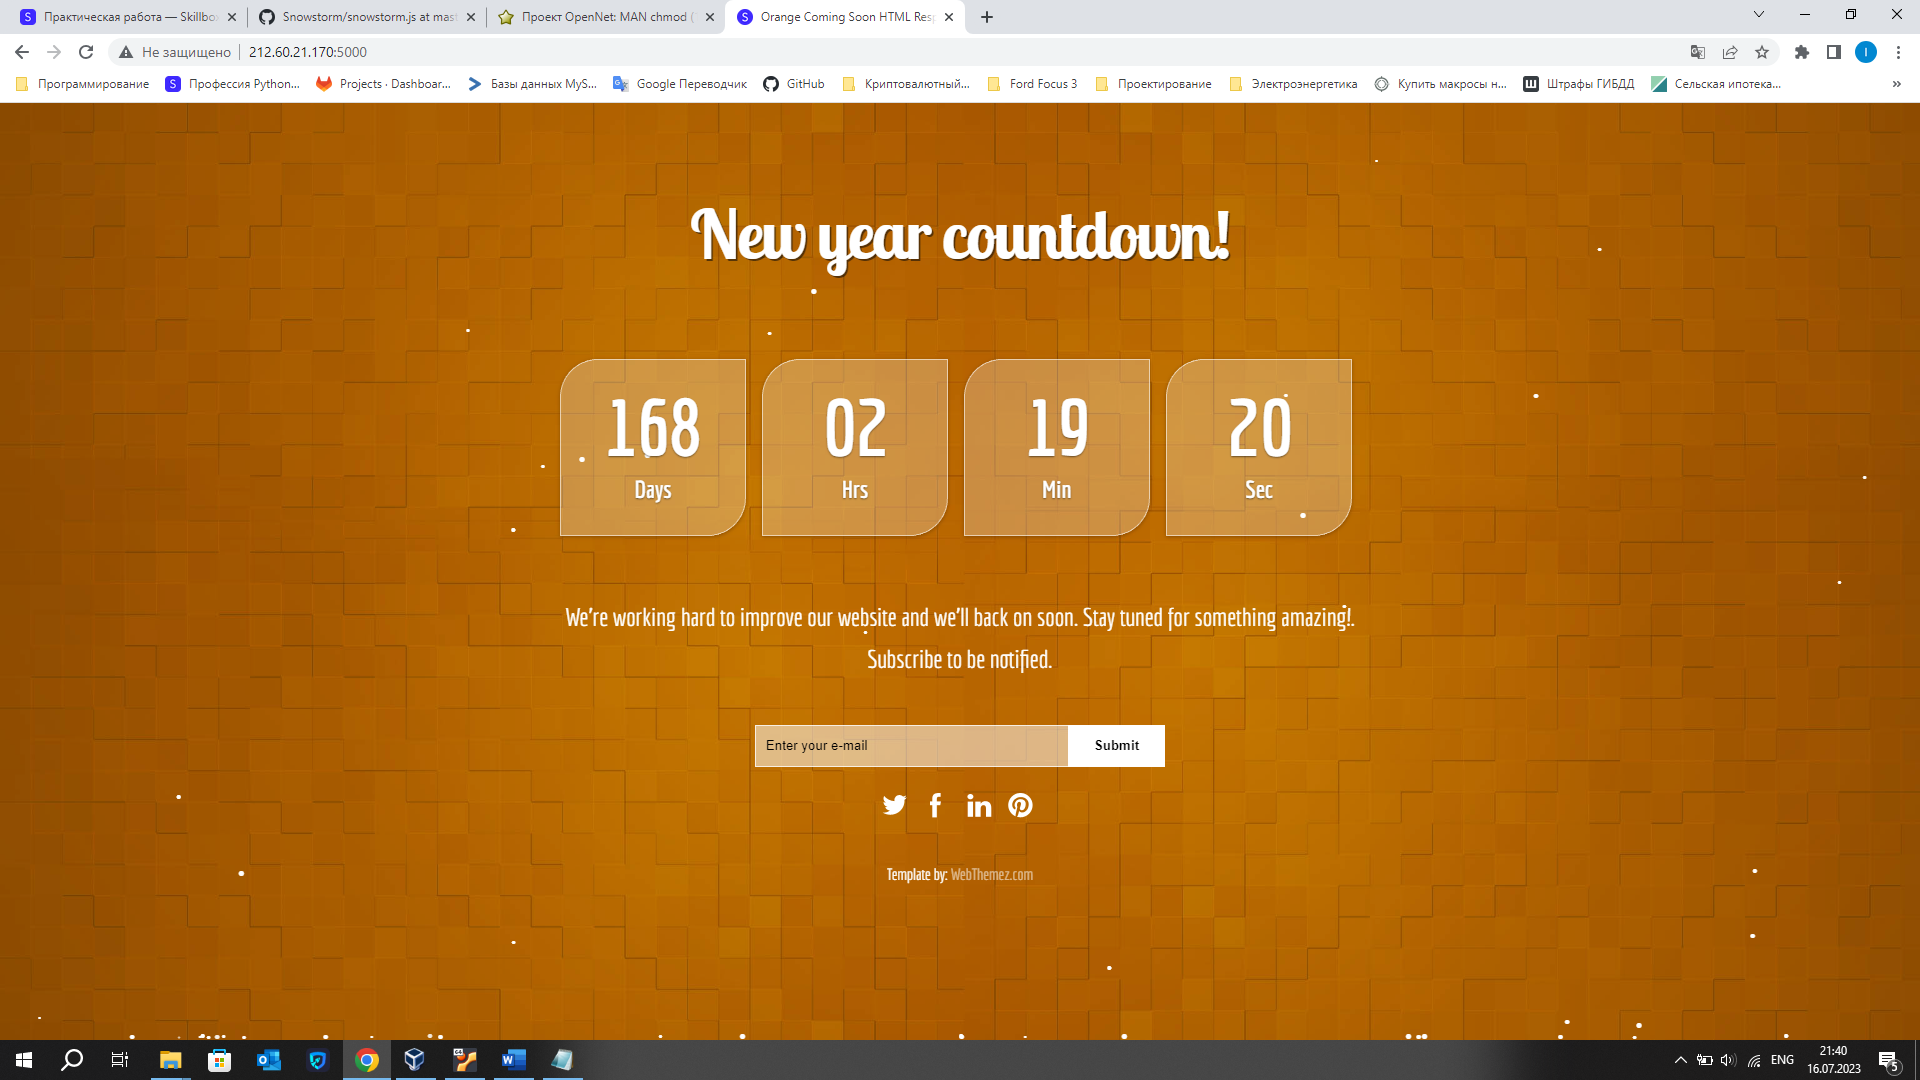 Практическая работа — Skillbo
Snowstorm/snowstorm.js at mast
Проект OpenNet: MAN chmod (
Orange Coming Soon HTML Resp
Не защищено
212.60.21.170:5000
Программирование
Профессия Python...
Projects · Dashboar...
Базы данных MyS...
Google Переводчик
GitHub
Криптовалютный...
Ford Focus 3
Проектирование
Электроэнергетика
Купить макросы н...
Штрафы ГИБДД
Сельская ипотека...
New year countdown!
168
02
19
20
Days
Hrs
Min
Sec
We're working hard to improve our website and we'll back on soon. Stay tuned for something amazing!.
Subscribe to be notified.
Enter your e-mail
Submit
Template by: WebThemez.com
ENG
21:40
16.07.2023
5